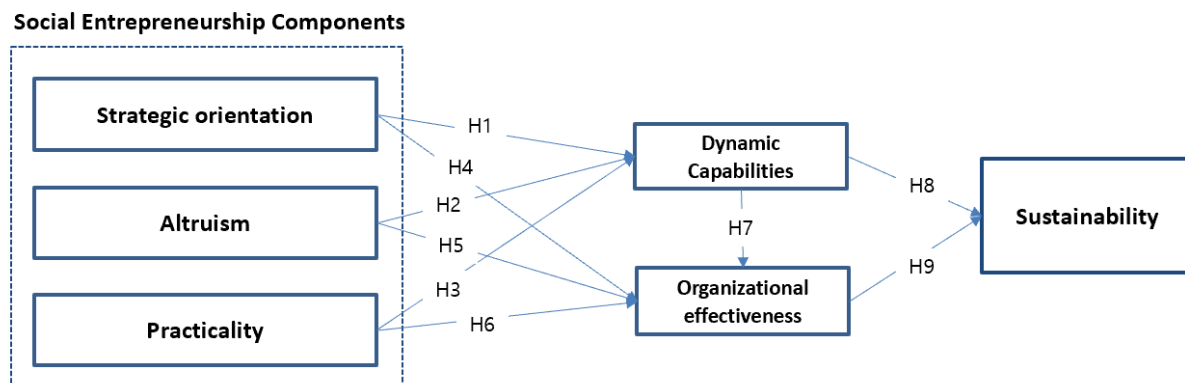 Social Entrepreneurship Components
Strategic orientation
Altruism
Practicality
H1
H4
H2
H5
H3
H6
Dynamic
Capabilities
H7
Organizational
effectiveness
H8
H9
Sustainability